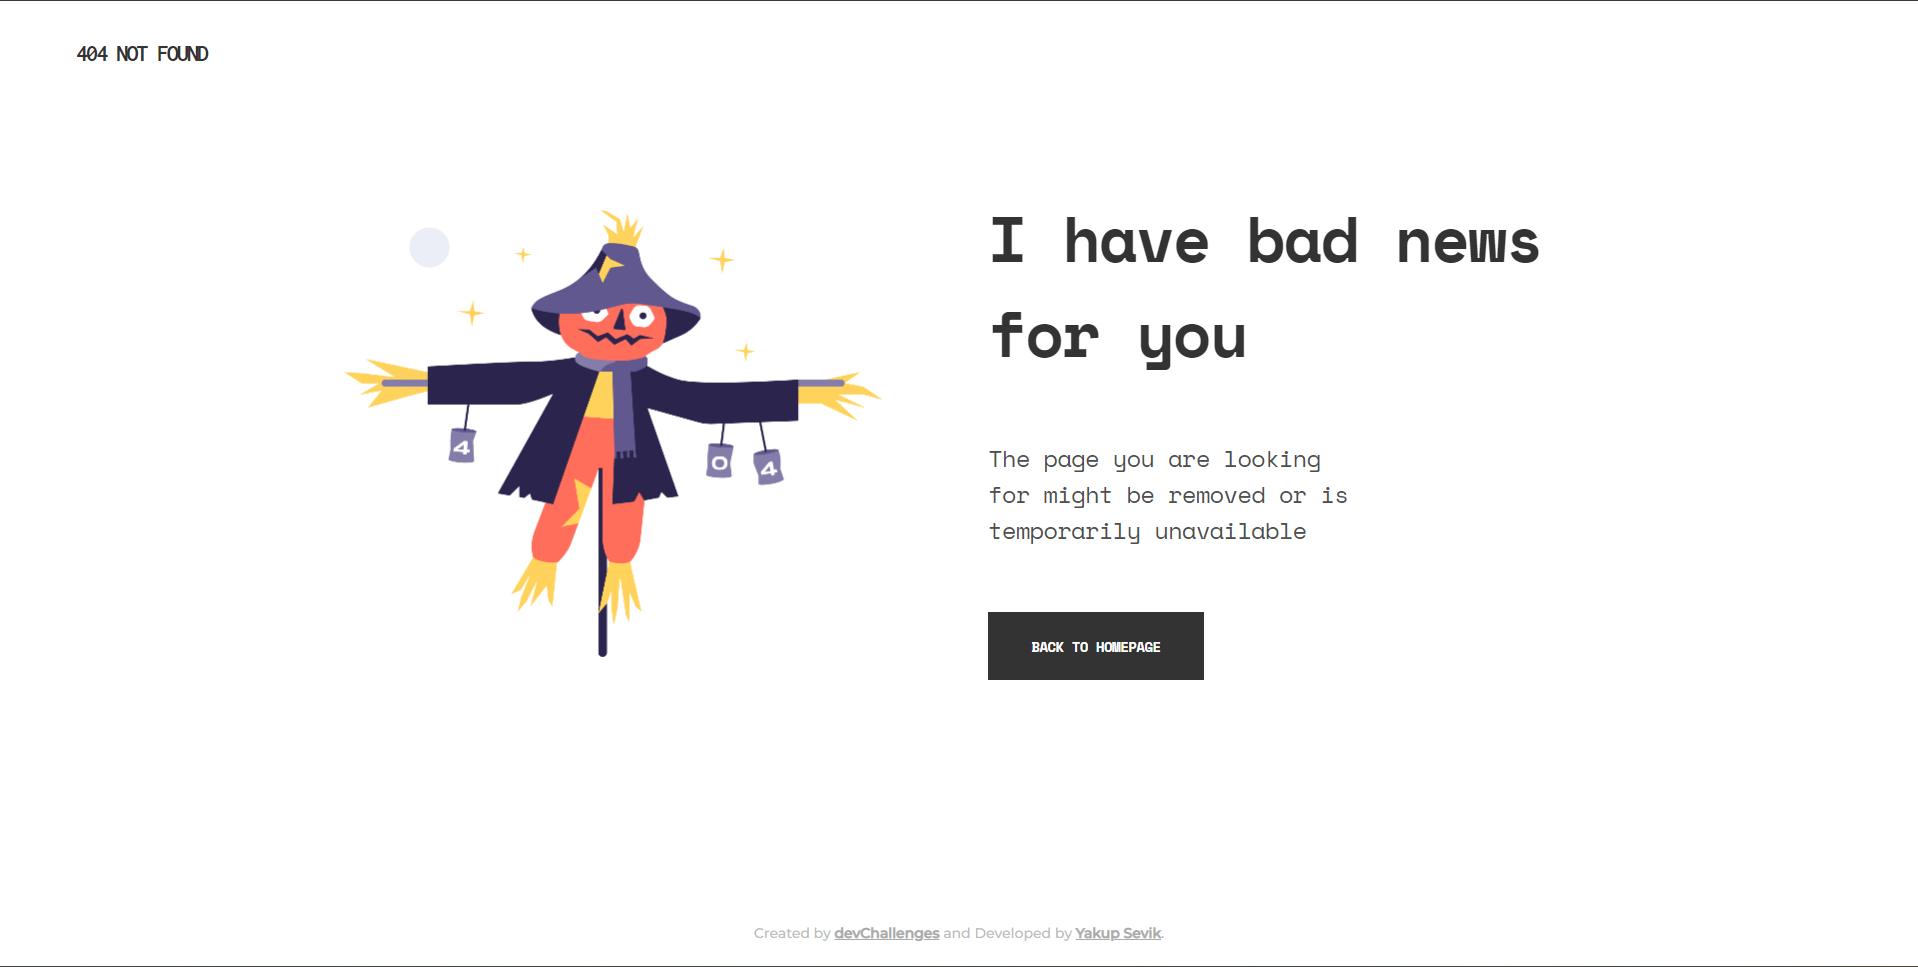 404 NOT FOUND
I have bad news
for you
4
0
4
The page you are looking
for might be removed or is
temporarily unavailable
BACK TO HOMEPAGE
Created by devChallenges and Developed by Yakup Sevik.